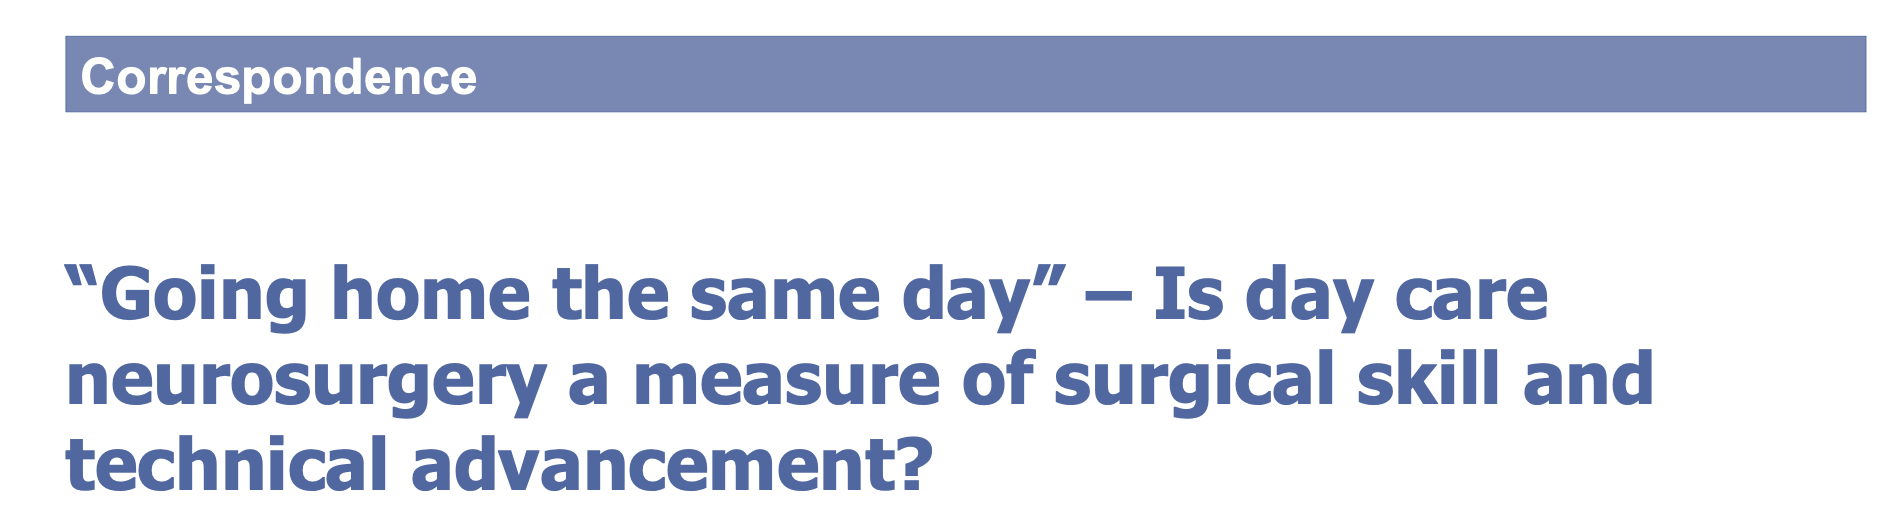 Correspondence
“Going home the same day” – Is day care
neurosurgery a measure of surgical skill and
technical advancement?